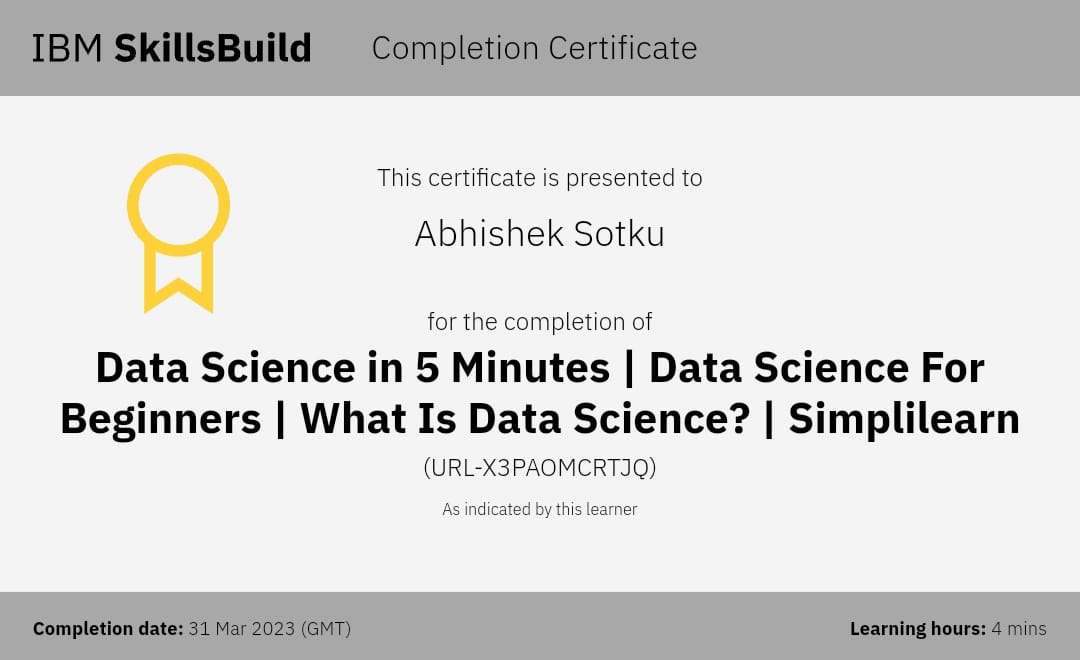 IBM SkillsBuild Completion Certificate
This certificate is presented to
Abhishek Sotku
for the completion of
Data Science in 5 Minutes | Data Science For
Beginners | What Is Data Science? | Simplilearn
(URL-X3PAOMCRTJQ)
As indicated by this learner
Completion date: 31 Mar 2023 (GMT) Learning hours: 4 mins